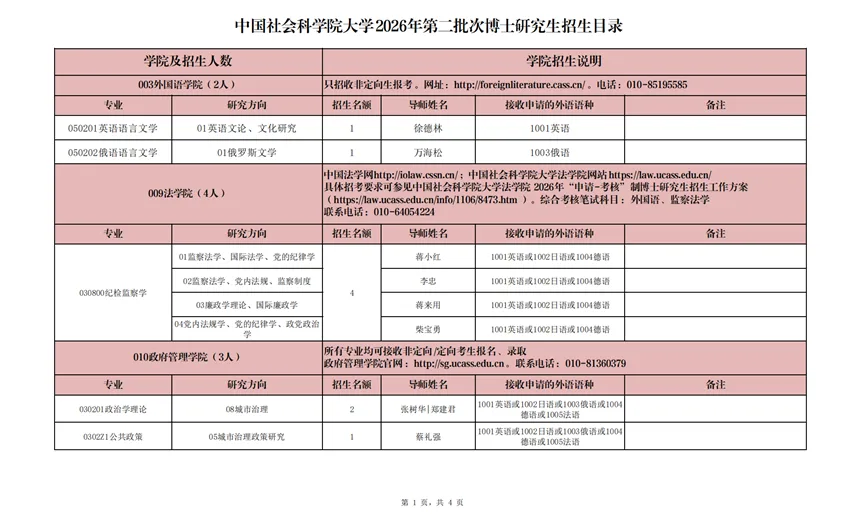 中国社会科学院大学2026年第二批次博士研究生招生目录
学院及招生人数 学院招生说明
003外国语学院（2人） 只招收非定向生报考。网址：http://foreignliterature.cass.cn/。电话：010-85195585
专业 研究方向 招生名额 导师姓名 接收申请的外语语种 备注
050201英语语言文学 01英语文论、文化研究 1 徐德林 1001英语
050202俄语语言文学 01俄罗斯文学 1 万海松 1003俄语
009法学院（4人）
中国法学网http://iolaw.cssn.cn/；中国社会科学院大学法学院网站https://law.ucass.edu.cn/
具体招考要求可参见中国社会科学院大学法学院 2026年“申请-考核”制博士研究生招生工作方案
（https://law.ucass.edu.cn/info/1106/8473.htm ）。综合考核笔试科目：外国语、监察法学
联系电话：010-64054224
专业 研究方向 招生名额 导师姓名 接收申请的外语语种 备注
030800纪检监察学 4
01监察法学、国际法学、党的纪律学 蒋小红 1001英语或1002日语或1004德语
02监察法学、党内法规、监察制度 李忠 1001英语或1002日语或1004德语
03廉政学理论、国际廉政学 蒋来用 1001英语或1002日语或1004德语
04党内法规学、党的纪律学、政党政治
学 柴宝勇 1001英语或1002日语或1004德语
010政府管理学院（3人）
所有专业均可接收非定向/定向考生报名、录取
政府管理学院官网：http://sg.ucass.edu.cn。联系电话：010-81360379
专业 研究方向 招生名额 导师姓名 接收申请的外语语种 备注
030201政治学理论 08城市治理 2 张树华|郑建君 1001英语或1002日语或1003俄语或1004
德语或1005法语
0302Z1公共政策 05城市治理政策研究 1 蔡礼强 1001英语或1002日语或1003俄语或1004
德语或1005法语
第 1 页，共 4 页